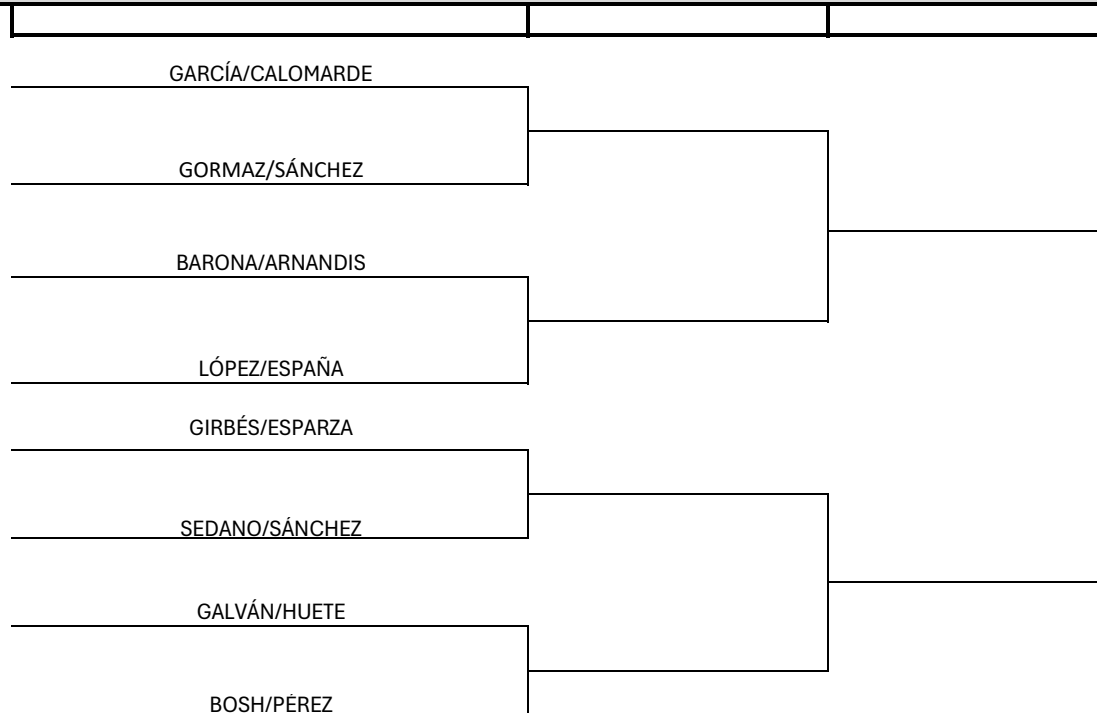 GARCÍA/CALOMARDE
GORMAZ/SÁNCHEZ
BARONA/ARNANDIS
LÓPEZ/ESPAÑA
GIRBÉS/ESPARZA
SEDANO/SÁNCHEZ
GALVÁN/HUETE
BOSH/PÉREZ